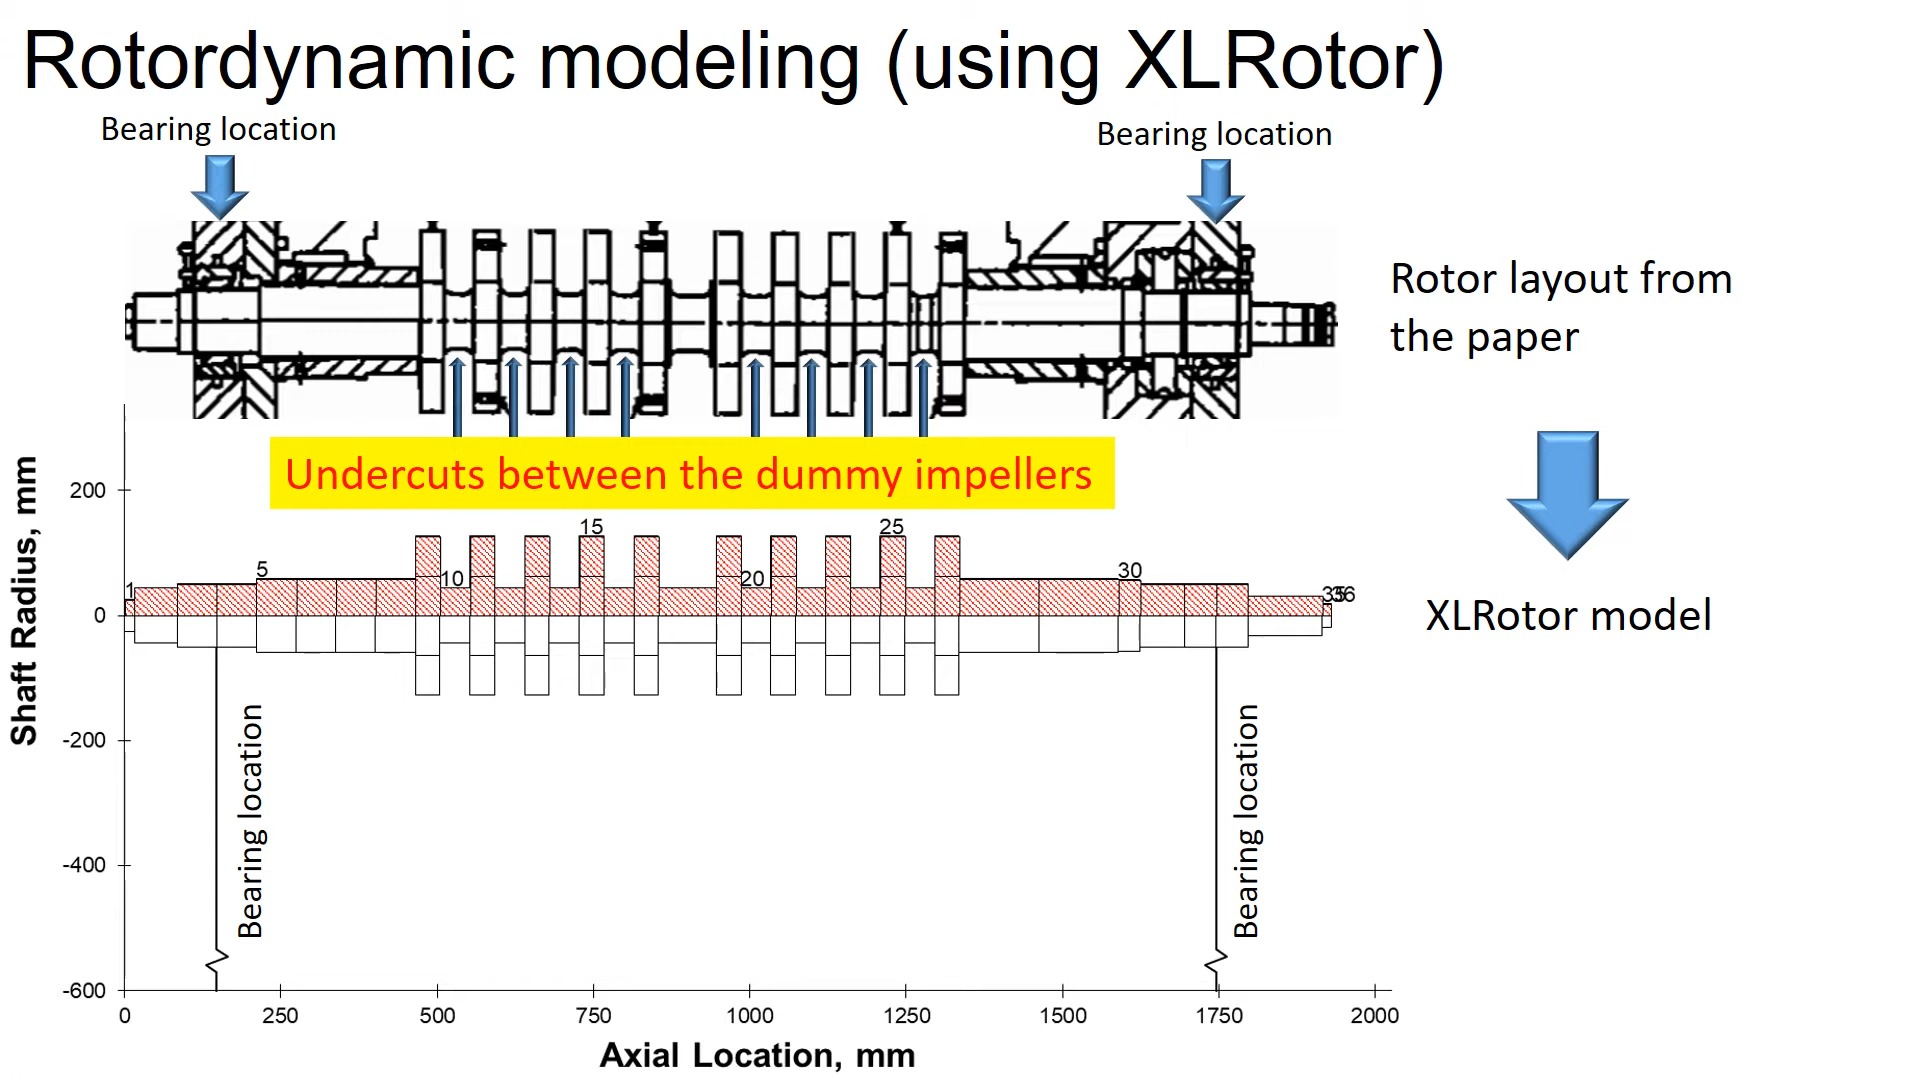 Rotordynamic modeling (using XLRotor)
Bearing location
Bearing location
Rotor layout from
the paper
Undercuts between the dummy impellers
XLRotor model
Shaft Radius, mm
200
0
-200
-400
-600
1
5
10
15
20
25
30
35
36
Bearing location
Bearing location
0
250
500
750
1000
1250
1500
1750
2000
Axial Location, mm